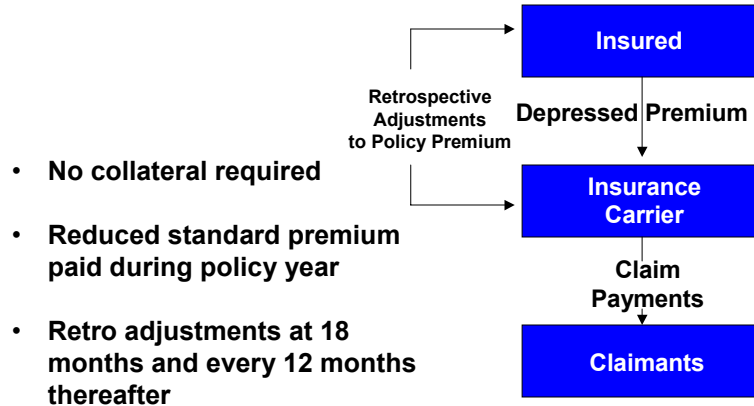 Insured
Retrospective
Adjustments
to Policy Premium
Depressed Premium
• No collateral required
Insurance
Carrier
• Reduced standard premium
paid during policy year
Claim
Payments
• Retro adjustments at 18
months and every 12 months
thereafter
Claimants